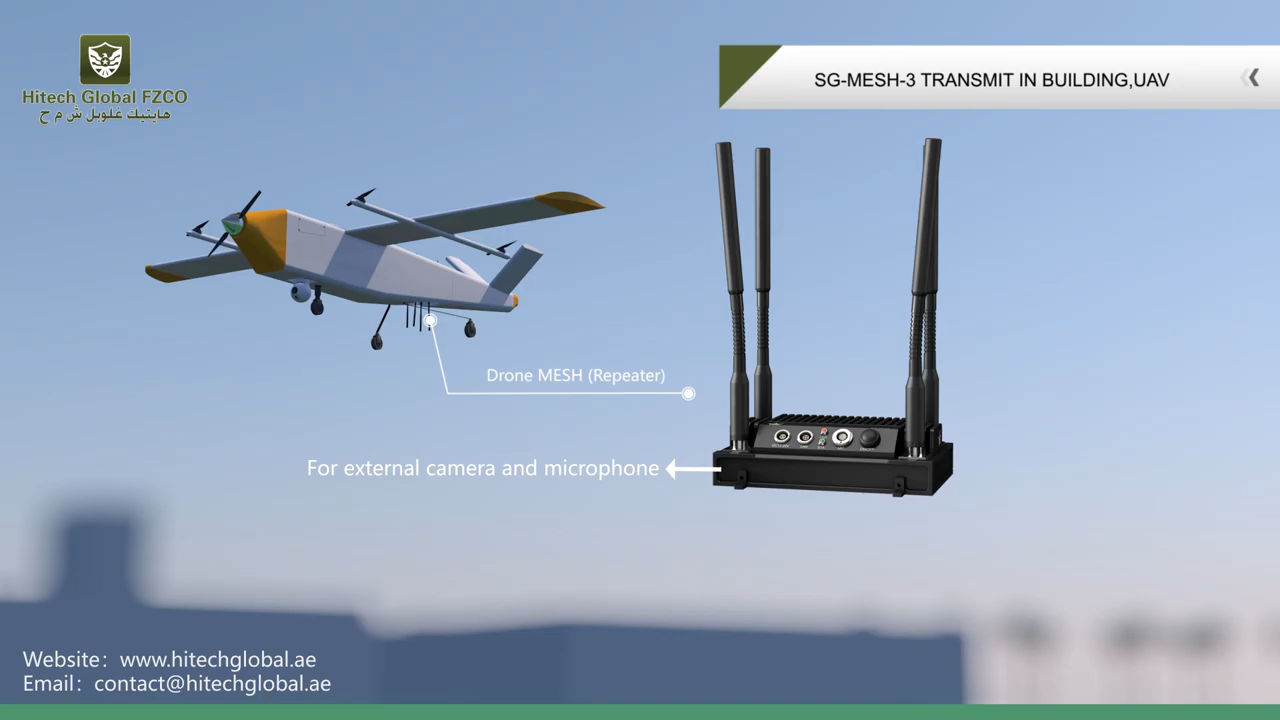 Hitech Global FZCO
هايتيك غلوبل ش م ح
SG-MESH-3 TRANSMIT IN BUILDING,UAV
Drone MESH (Repeater)
For external camera and microphone
Website: www.hitechglobal.ae
Email: contact@hitechglobal.ae